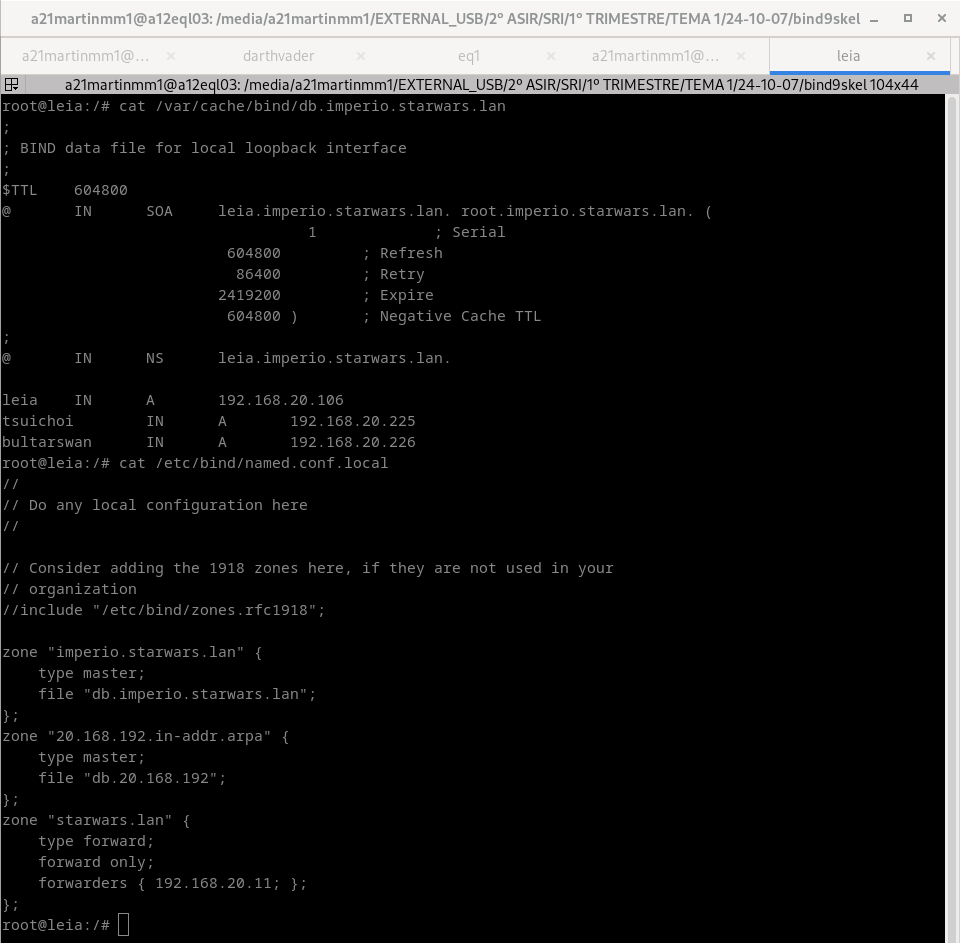 a21martinmm1@a12eql03: /media/a21martinmm1/EXTERNAL_USB/2º ASIR/SRI/1º TRIMESTRE/TEMA 1/24-10-07/bind9skel
a21martinmm1@... darthvader eq1 a21martinmm1@... leia
a21martinmm1@a12eql03: /media/a21martinmm1/EXTERNAL_USB/2º ASIR/SRI/1º TRIMESTRE/TEMA 1/24-10-07/bind9skel 104x44
root@leia:/# cat /var/cache/bind/db.imperio.starwars.lan
;
; BIND data file for local loopback interface
;
$TTL    604800
@       IN      SOA     leia.imperio.starwars.lan. root.imperio.starwars.lan. (
                                  1             ; Serial
                         604800         ; Refresh
                          86400         ; Retry
                        2419200         ; Expire
                         604800 )       ; Negative Cache TTL
;
@       IN      NS      leia.imperio.starwars.lan.
leia    IN      A       192.168.20.106
tsuichoi        IN      A       192.168.20.225
bultarswan      IN      A       192.168.20.226
root@leia:/# cat /etc/bind/named.conf.local
//
// Do any local configuration here
//
// Consider adding the 1918 zones here, if they are not used in your
// organization
//include "/etc/bind/zones.rfc1918";
zone "imperio.starwars.lan" {
    type master;
    file "db.imperio.starwars.lan";
};
zone "20.168.192.in-addr.arpa" {
    type master;
    file "db.20.168.192";
};
zone "starwars.lan" {
    type forward;
    forward only;
    forwarders { 192.168.20.11; };
};
root@leia:/#